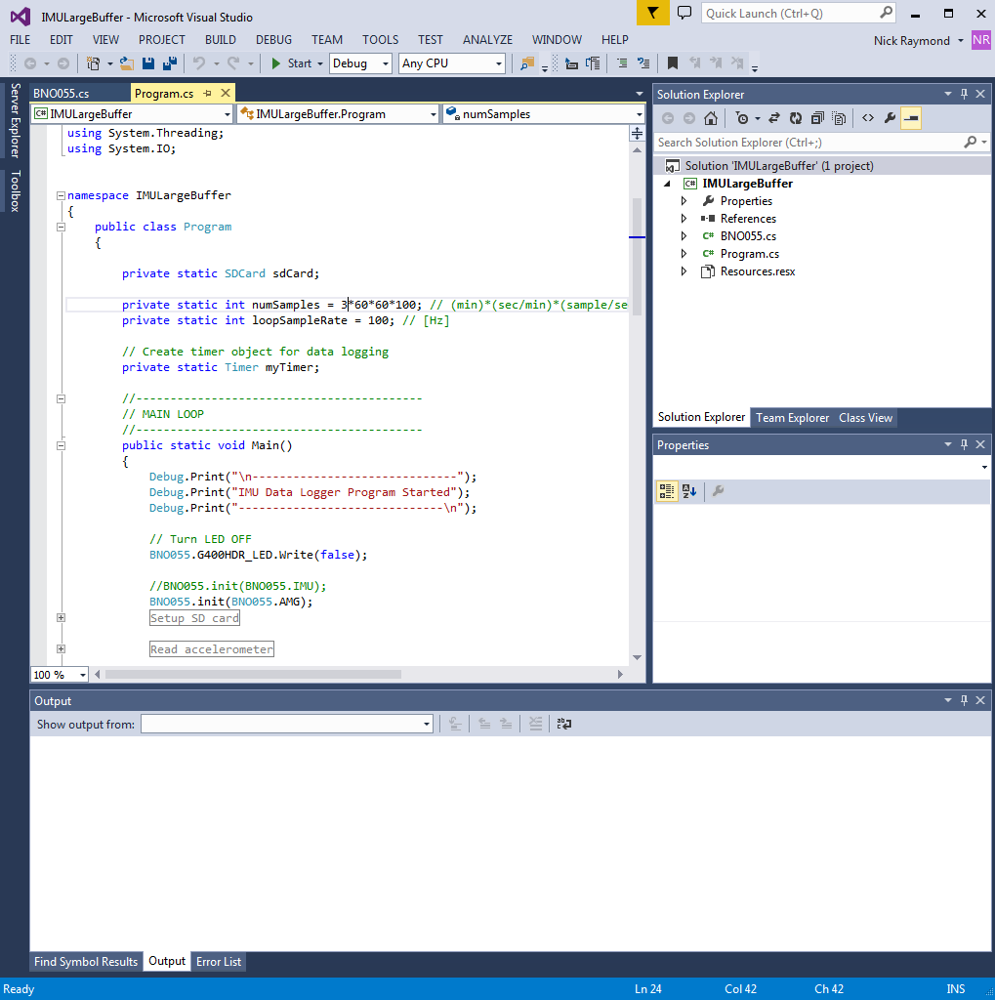 IMULargeBuffer - Microsoft Visual Studio
Quick Launch (Ctrl+Q)
FILE EDIT VIEW PROJECT BUILD DEBUG TEAM TOOLS TEST ANALYZE WINDOW HELP
Nick Raymond NR
Start Debug Any CPU
Server Explorer
Toolbox
BNO055.cs Program.cs
IMULargeBuffer IMULargeBuffer.Program numSamples
using System.Threading;
using System.IO;
namespace IMULargeBuffer
{
public class Program
{
private static SDCard sdCard;
private static int numSamples = 3*60*60*100; // (min)*(sec/min)*(sample/se
private static int loopSampleRate = 100; // [Hz]
// Create timer object for data logging
private static Timer myTimer;
//------------------------------------------
// MAIN LOOP
//------------------------------------------
public static void Main()
{
Debug.Print("\n------------------------------");
Debug.Print("IMU Data Logger Program Started");
Debug.Print("------------------------------\n");
// Turn LED OFF
BNO055.G400HDR_LED.Write(false);
//BNO055.init(BNO055.IMU);
BNO055.init(BNO055.AMG);
Setup SD card
Read accelerometer
100 %
Solution Explorer
Search Solution Explorer (Ctrl+;)
Solution 'IMULargeBuffer' (1 project)
C# IMULargeBuffer
Properties
References
C# BNO055.cs
C# Program.cs
Resources.resx
Solution Explorer Team Explorer Class View
Properties
Output
Show output from:
Find Symbol Results Output Error List
Ready Ln 24 Col 42 Ch 42 INS